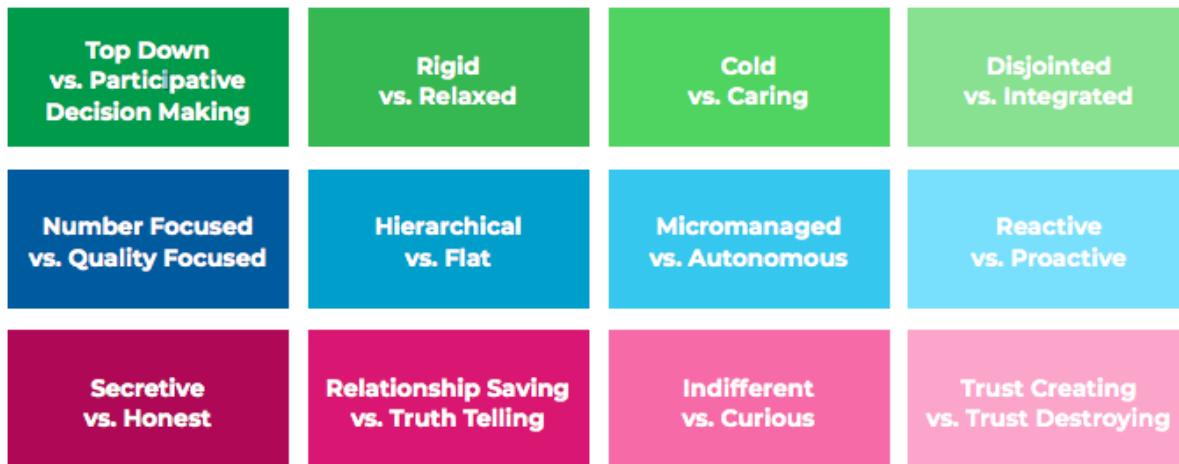 Top Down
vs. Participative
Decision Making
Rigid
vs. Relaxed
Cold
vs. Caring
Disjointed
vs. Integrated
Number Focused
vs. Quality Focused
Hierarchical
vs. Flat
Micromanaged
vs. Autonomous
Reactive
vs. Proactive
Secretive
vs. Honest
Relationship Saving
vs. Truth Telling
Indifferent
vs. Curious
Trust Creating
vs. Trust Destroying